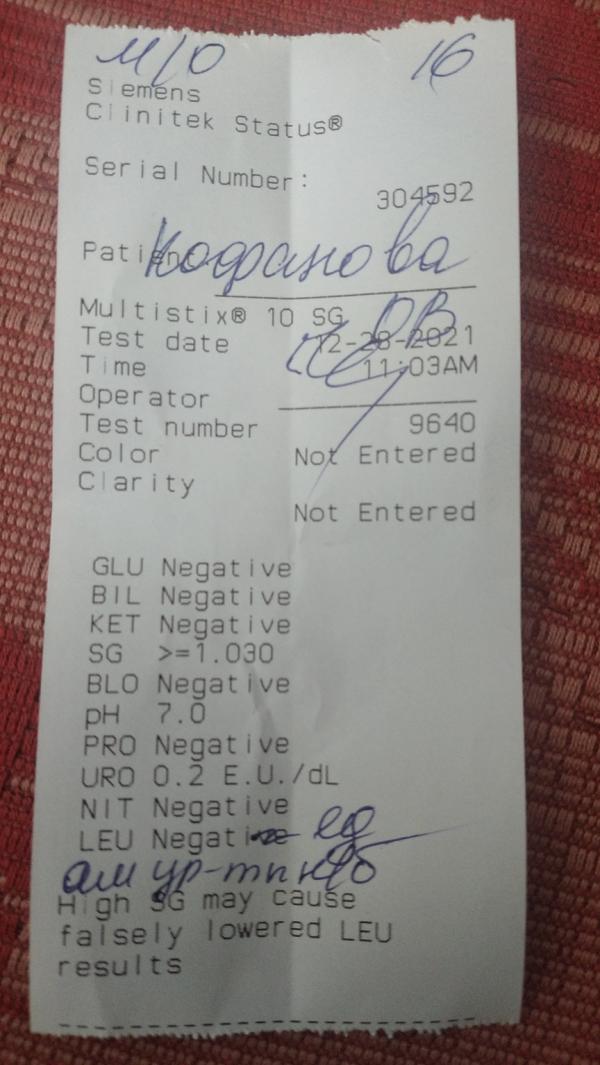 м/о 16
Siemens
Clinitek Status®
Serial Number:
304592
Patient
Multistix® 10 SG
Test date 12-28-2021
Time 11:03AM
Operator
Test number 9640
Color Not Entered
Clarity
Not Entered
GLU Negative
BIL Negative
KET Negative
SG >=1.030
BLO Negative
pH 7.0
PRO Negative
URO 0.2 E.U./dL
NIT Negative
LEU Negative ед
High SG may cause
falsely lowered LEU
results